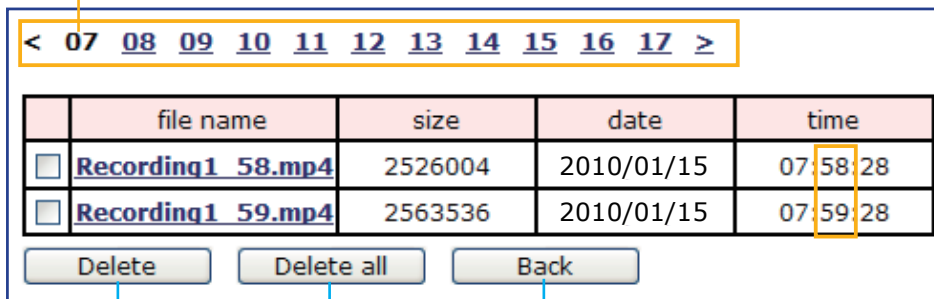 < 07 08 09 10 11 12 13 14 15 16 17 >
file name size date time
Recording1_58.mp4 2526004 2010/01/15 07:58:28
Recording1_59.mp4 2563536 2010/01/15 07:59:28
Delete Delete all Back